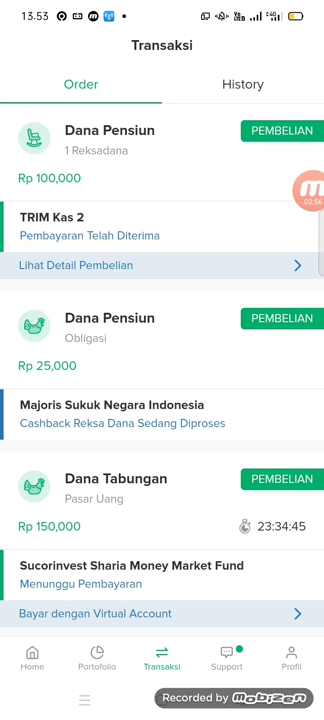 13.53
Transaksi
Order
History
Dana Pensiun
PEMBELIAN
1 Reksadana
Rp 100,000
02:56
TRIM Kas 2
Pembayaran Telah Diterima
Lihat Detail Pembelian
Dana Pensiun
PEMBELIAN
Obligasi
Rp 25,000
Majoris Sukuk Negara Indonesia
Cashback Reksa Dana Sedang Diproses
Dana Tabungan
PEMBELIAN
Pasar Uang
Rp 150,000
23:34:45
Sucorinvest Sharia Money Market Fund
Menunggu Pembayaran
Bayar dengan Virtual Account
Home
Portofolio
Transaksi
Support
Profil
Recorded by mobizen